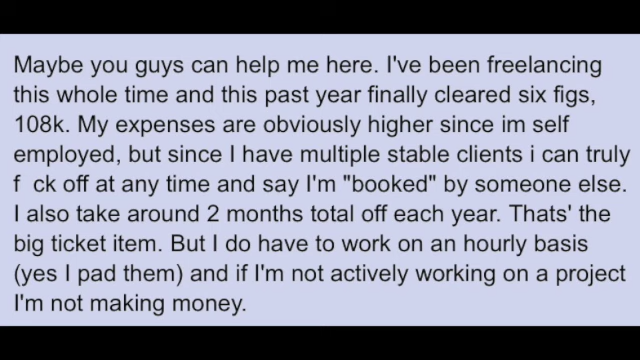 Maybe you guys can help me here. I've been freelancing
this whole time and this past year finally cleared six figs,
108k. My expenses are obviously higher since im self
employed, but since I have multiple stable clients i can truly
f ck off at any time and say I'm "booked" by someone else.
I also take around 2 months total off each year. Thats' the
big ticket item. But I do have to work on an hourly basis
(yes I pad them) and if I'm not actively working on a project
I'm not making money.